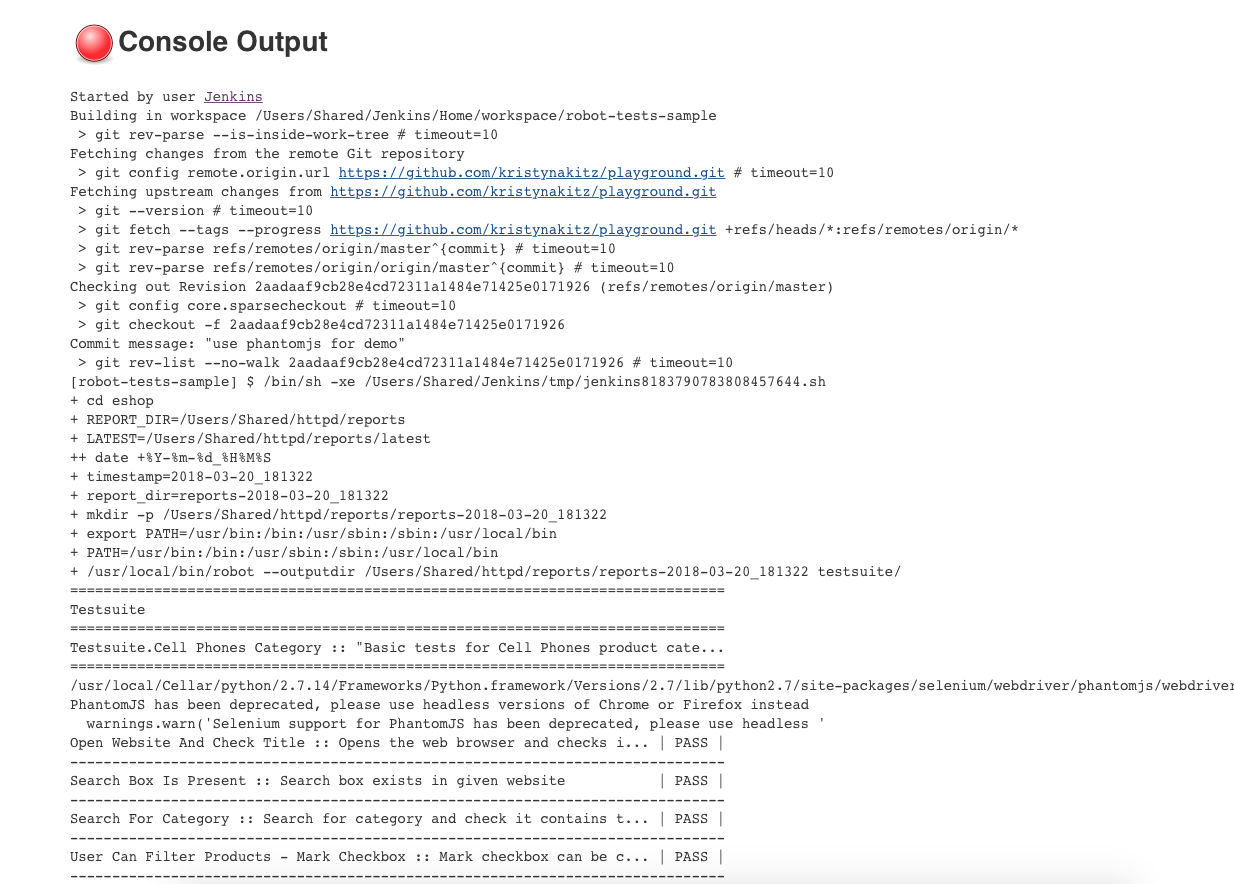 Console Output
Started by user Jenkins
Building in workspace /Users/Shared/Jenkins/Home/workspace/robot-tests-sample
 > git rev-parse --is-inside-work-tree # timeout=10
Fetching changes from the remote Git repository
 > git config remote.origin.url https://github.com/kristynakitz/playground.git # timeout=10
Fetching upstream changes from https://github.com/kristynakitz/playground.git
 > git --version # timeout=10
 > git fetch --tags --progress https://github.com/kristynakitz/playground.git +refs/heads/*:refs/remotes/origin/*
 > git rev-parse refs/remotes/origin/master^{commit} # timeout=10
 > git rev-parse refs/remotes/origin/origin/master^{commit} # timeout=10
Checking out Revision 2aadaaf9cb28e4cd72311a1484e71425e0171926 (refs/remotes/origin/master)
 > git config core.sparsecheckout # timeout=10
 > git checkout -f 2aadaaf9cb28e4cd72311a1484e71425e0171926
Commit message: "use phantomjs for demo"
 > git rev-list --no-walk 2aadaaf9cb28e4cd72311a1484e71425e0171926 # timeout=10
[robot-tests-sample] $ /bin/sh -xe /Users/Shared/Jenkins/tmp/jenkins8183790783808457644.sh
+ cd eshop
+ REPORT_DIR=/Users/Shared/httpd/reports
+ LATEST=/Users/Shared/httpd/reports/latest
++ date +%Y-%m-%d_%H%M%S
+ timestamp=2018-03-20_181322
+ report_dir=reports-2018-03-20_181322
+ mkdir -p /Users/Shared/httpd/reports/reports-2018-03-20_181322
+ export PATH=/usr/bin:/bin:/usr/sbin:/sbin:/usr/local/bin
+ PATH=/usr/bin:/bin:/usr/sbin:/sbin:/usr/local/bin
+ /usr/local/bin/robot --outputdir /Users/Shared/httpd/reports/reports-2018-03-20_181322 testsuite/
==============================================================================
Testsuite
==============================================================================
Testsuite.Cell Phones Category :: "Basic tests for Cell Phones product cate...
==============================================================================
/usr/local/Cellar/python/2.7.14/Frameworks/Python.framework/Versions/2.7/lib/python2.7/site-packages/selenium/webdriver/phantomjs/webdriver
PhantomJS has been deprecated, please use headless versions of Chrome or Firefox instead
  warnings.warn('Selenium support for PhantomJS has been deprecated, please use headless '
Open Website And Check Title :: Opens the web browser and checks i... | PASS |
------------------------------------------------------------------------------
Search Box Is Present :: Search box exists in given website           | PASS |
------------------------------------------------------------------------------
Search For Category :: Search for category and check it contains t... | PASS |
------------------------------------------------------------------------------
User Can Filter Products - Mark Checkbox :: Mark checkbox can be c... | PASS |
------------------------------------------------------------------------------